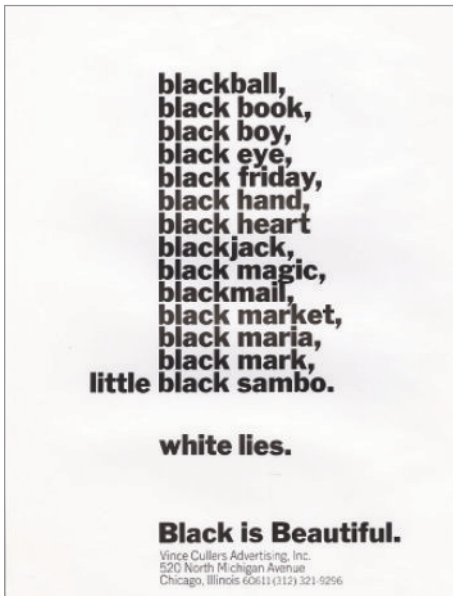 blackball,
black book,
black boy,
black eye,
black friday,
black hand,
black heart
blackjack,
black magic,
blackmail,
black market,
black maria,
black mark,
little black sambo.
white lies.
Black is Beautiful.
Vince Cullers Advertising, Inc.
520 North Michigan Avenue
Chicago, Illinois 60611 (312) 321-9296